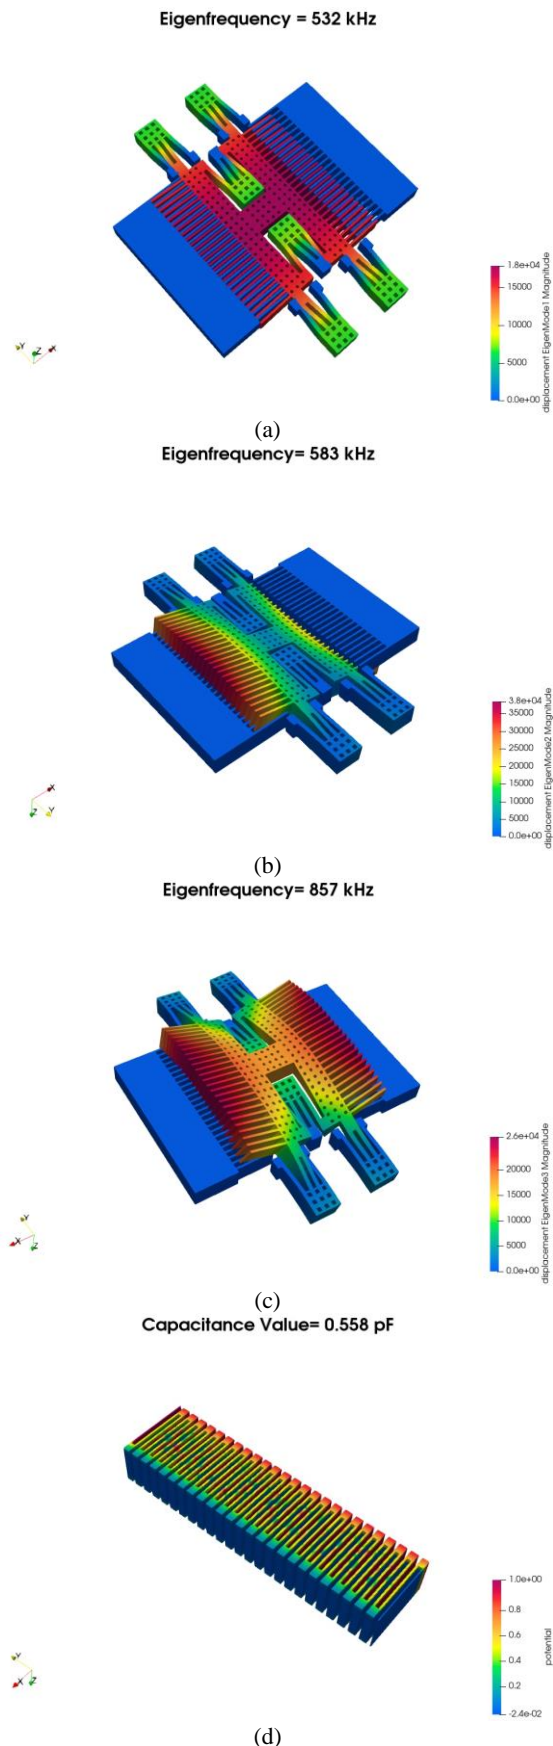 Eigenfrequency = 532 kHz
Y Z X
1.8e+04
15000
10000
5000
0.0e+00
displacement EigenMode1 Magnitude
(a)
Eigenfrequency= 583 kHz
X
Z Y
3.8e+04
35000
30000
25000
20000
15000
10000
5000
0.0e+00
displacement EigenMode2 Magnitude
(b)
Eigenfrequency= 857 kHz
Y
X Z
2.6e+04
20000
15000
10000
5000
0.0e+00
displacement EigenMode3 Magnitude
(c)
Capacitance Value= 0.558 pF
Y
X Z
1.0e+00
0.8
0.6
0.4
0.2
-2.4e-02
potential
(d)